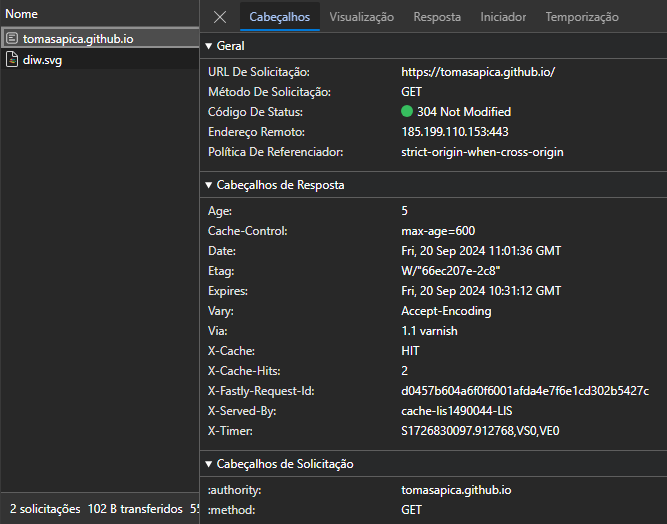 Nome
tomasapica.github.io
diw.svg
2 solicitações 102 B transferidos
Cabeçalhos Visualização Resposta Iniciador Temporização
Geral
URL De Solicitação: https://tomasapica.github.io/
Método De Solicitação: GET
Código De Status: 304 Not Modified
Endereço Remoto: 185.199.110.153:443
Política De Referenciador: strict-origin-when-cross-origin
Cabeçalhos de Resposta
Age: 5
Cache-Control: max-age=600
Date: Fri, 20 Sep 2024 11:01:36 GMT
Etag: W/"66ec207e-2c8"
Expires: Fri, 20 Sep 2024 10:31:12 GMT
Vary: Accept-Encoding
Via: 1.1 varnish
X-Cache: HIT
X-Cache-Hits: 2
X-Fastly-Request-Id: d0457b604a6f0f6001afda4e7f6e1cd302b5427c
X-Served-By: cache-lis1490044-LIS
X-Timer: S1726830097.912768,VS0,VE0
Cabeçalhos de Solicitação
:authority: tomasapica.github.io
:method: GET